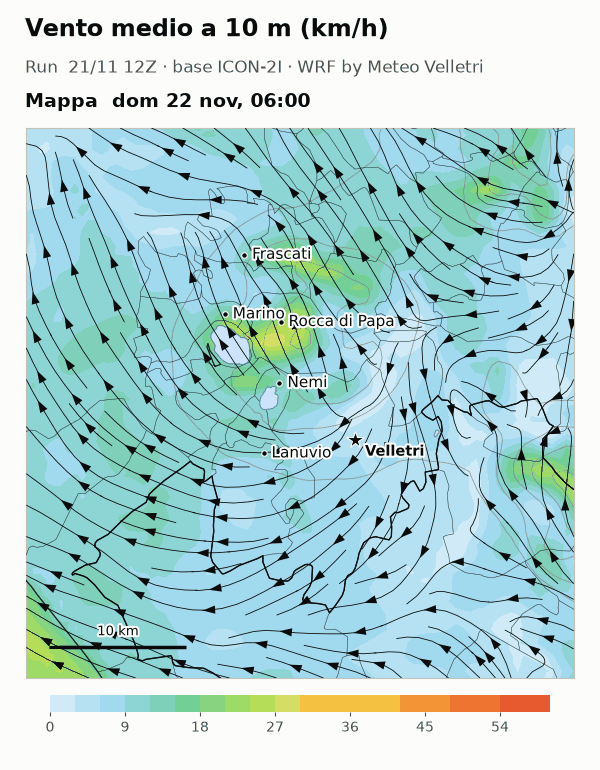 Vento medio a 10 m (km/h)
Run  21/11 12Z · base ICON-2I · WRF by Meteo Velletri
Mappa  dom 22 nov, 06:00
Frascati
Marino
Rocca di Papa
Nemi
Velletri
Lanuvio
10 km
0 9 18 27 36 45 54